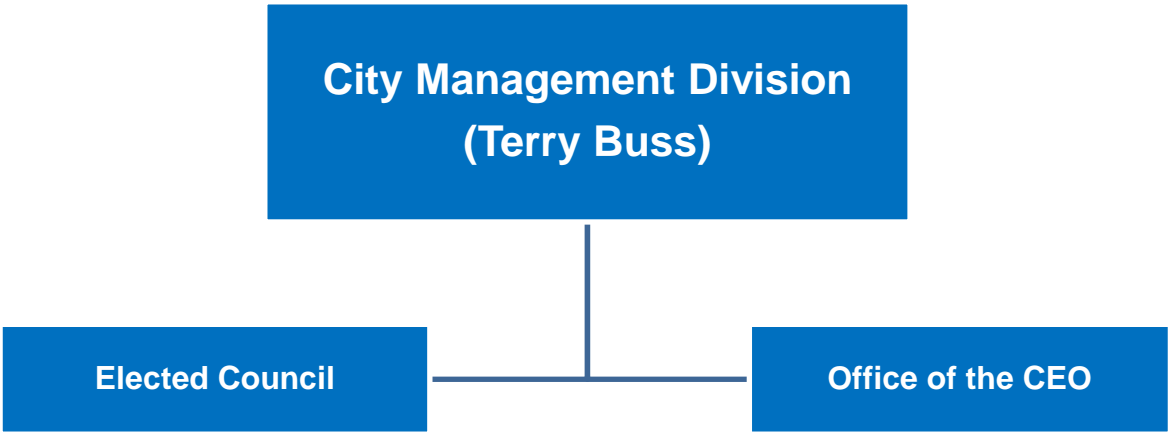 City Management Division
(Terry Buss)
Elected Council
Office of the CEO